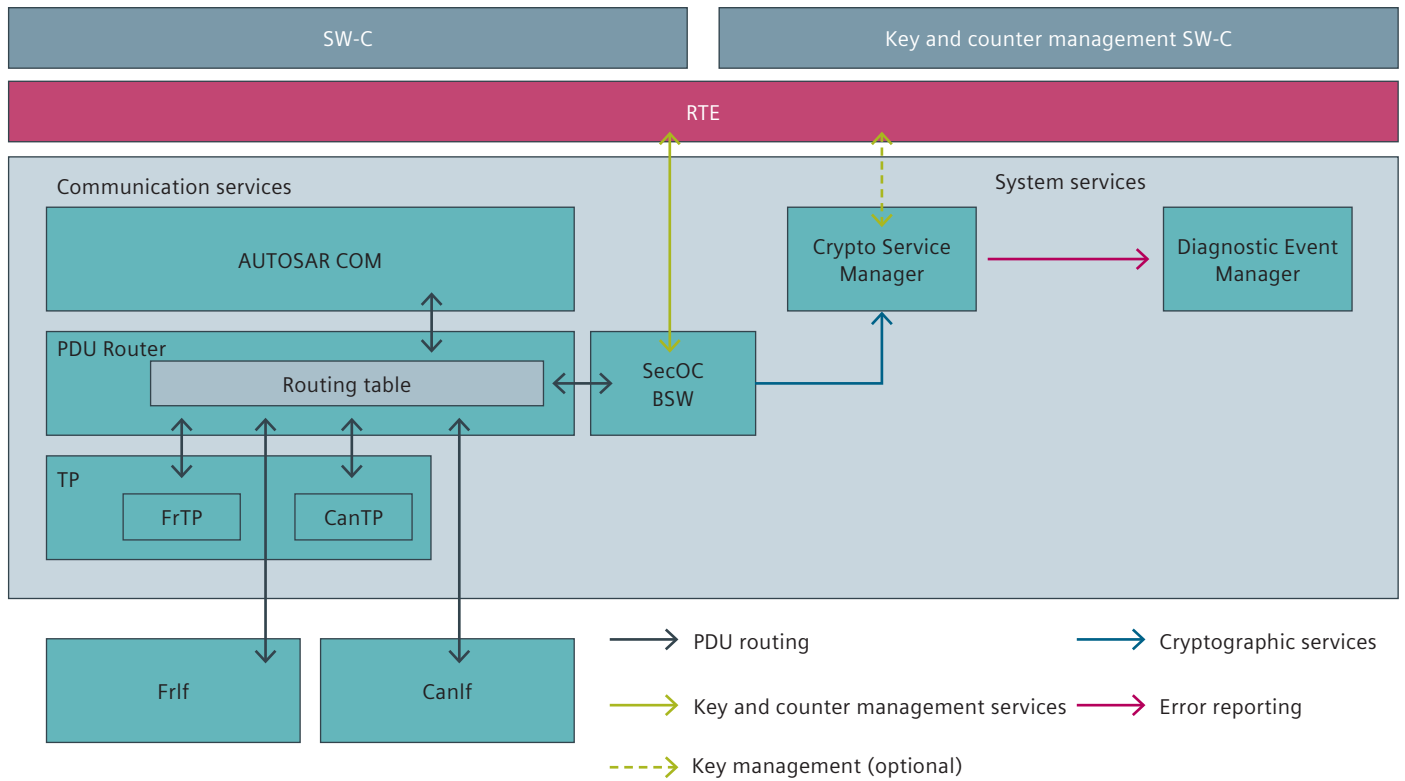 SW-C
Key and counter management SW-C
RTE
Communication services
System services
AUTOSAR COM
Crypto Service
Manager
Diagnostic Event
Manager
PDU Router
Routing table
SecOC
BSW
TP
FrTP
CanTP
FrIf
CanIf
PDU routing
Cryptographic services
Key and counter management services
Error reporting
Key management (optional)